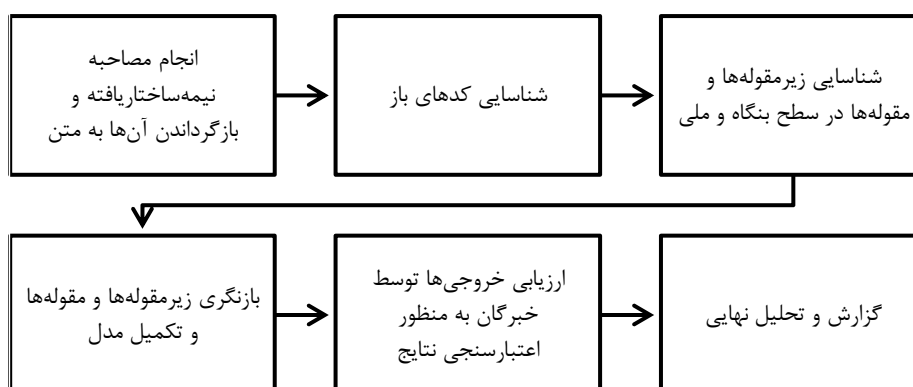 انجام مصاحبه
نیمه‌ساختاریافته و
بازگرداندن آن‌ها به متن
شناسایی کدهای باز
شناسایی زیرمقوله‌ها و
مقوله‌ها در سطح بنگاه و ملی
بازنگری زیرمقوله‌ها و مقوله‌ها
و تکمیل مدل
ارزیابی خروجی‌ها توسط
خبرگان به منظور
اعتبارسنجی نتایج
گزارش و تحلیل نهایی